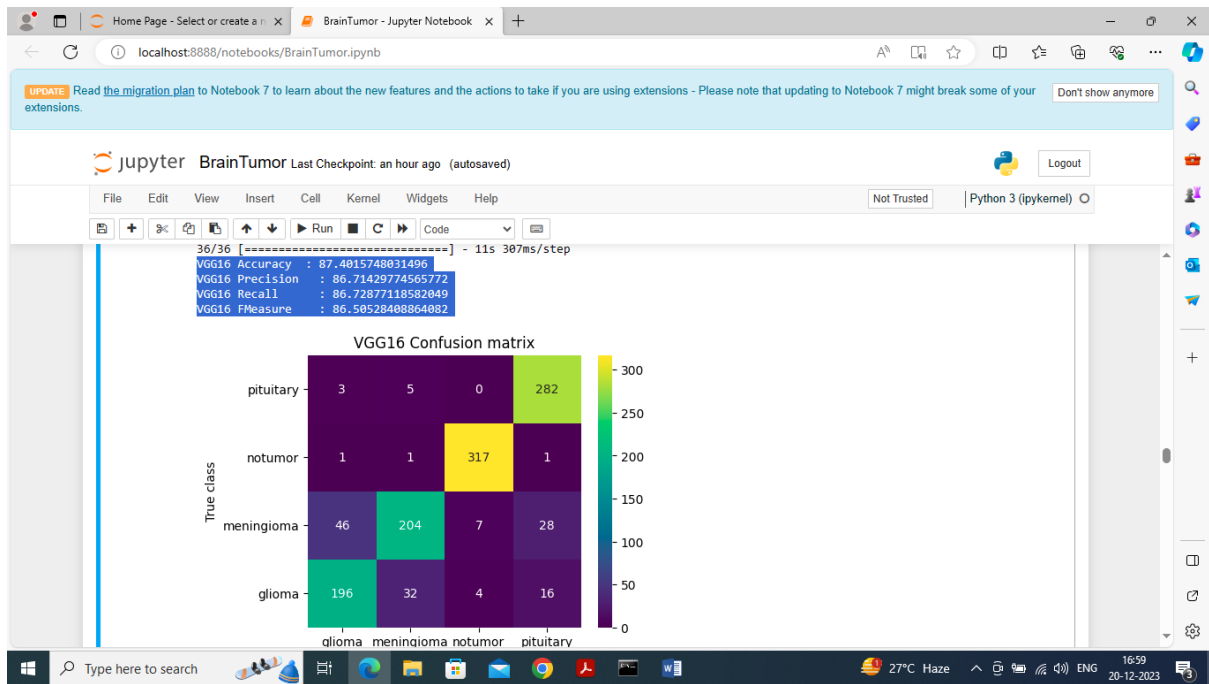 Home Page - Select or create a n
BrainTumor - Jupyter Notebook
localhost:8888/notebooks/BrainTumor.ipynb
UPDATE Read the migration plan to Notebook 7 to learn about the new features and the actions to take if you are using extensions - Please note that updating to Notebook 7 might break some of your
extensions.
Don't show anymore
jupyter BrainTumor Last Checkpoint: an hour ago (autosaved)
Logout
File Edit View Insert Cell Kernel Widgets Help
Not Trusted
Python 3 (ipykernel)
Run
Code
36/36 [==============================] - 11s 307ms/step
VGG16 Accuracy : 87.4015748031496
VGG16 Precision : 86.71429774565772
VGG16 Recall : 86.72877118582049
VGG16 FMeasure : 86.50528408864082
VGG16 Confusion matrix
pituitary 3 5 0 282
notumor 1 1 317 1
meningioma 46 204 7 28
glioma 196 32 4 16
glioma meningioma notumor pituitary
True class
300
250
200
150
100
50
0
Type here to search
27°C Haze
ENG
16:59
20-12-2023
3